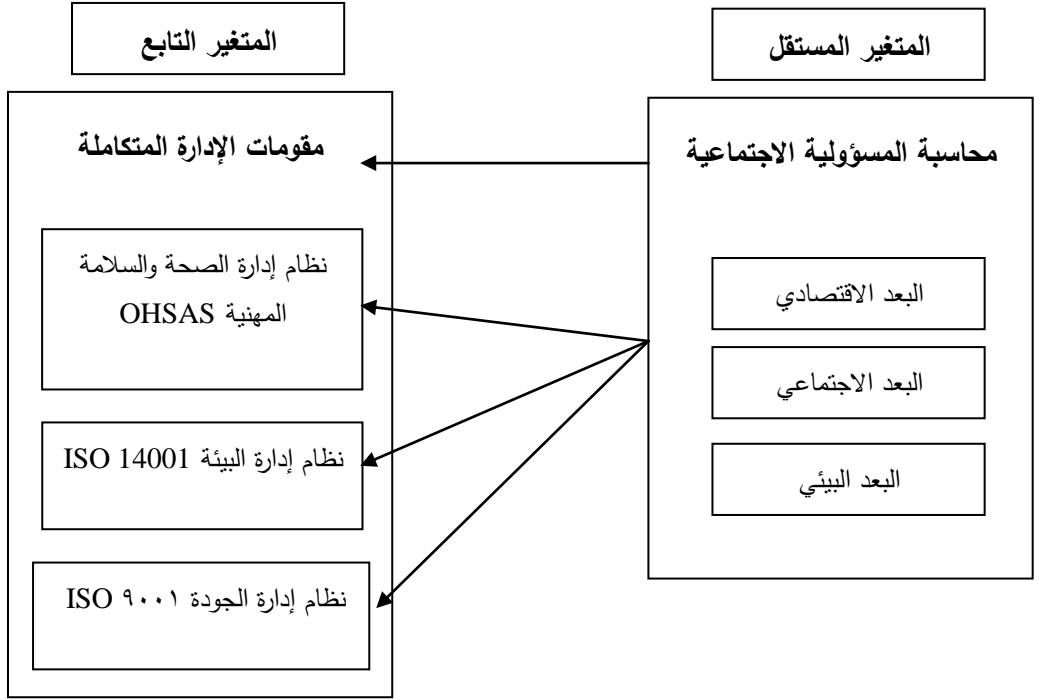 المتغير المستقل
محاسبة المسؤولية الاجتماعية
البعد الاقتصادي
البعد الاجتماعي
البعد البيئي
المتغير التابع
مقومات الإدارة المتكاملة
نظام إدارة الصحة والسلامة
المهنية OHSAS
نظام إدارة البيئة ISO 14001
نظام إدارة الجودة ISO ٩٠٠١